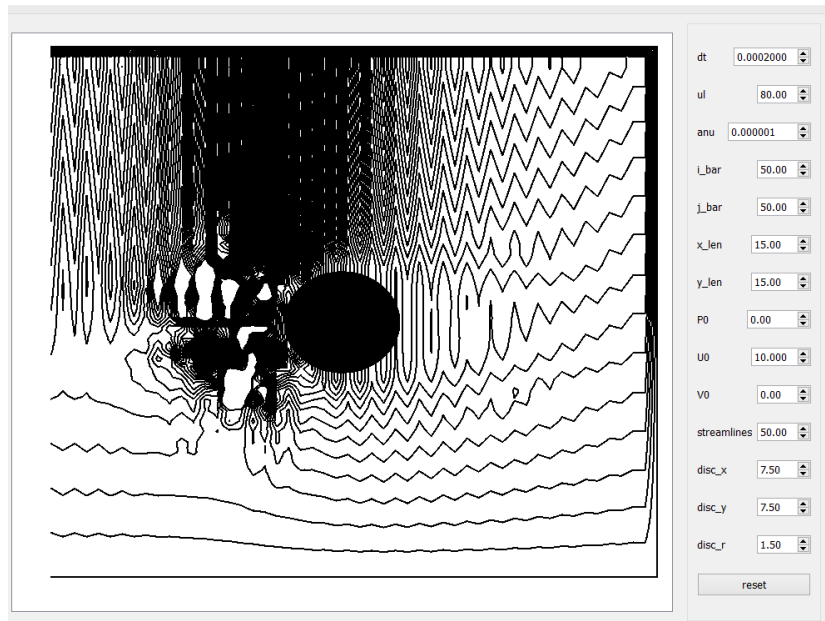 dt 0.0002000
ul 80.00
anu 0.000001
i_bar 50.00
j_bar 50.00
x_len 15.00
y_len 15.00
P0 0.00
U0 10.000
V0 0.00
streamlines 50.00
disc_x 7.50
disc_y 7.50
disc_r 1.50
reset